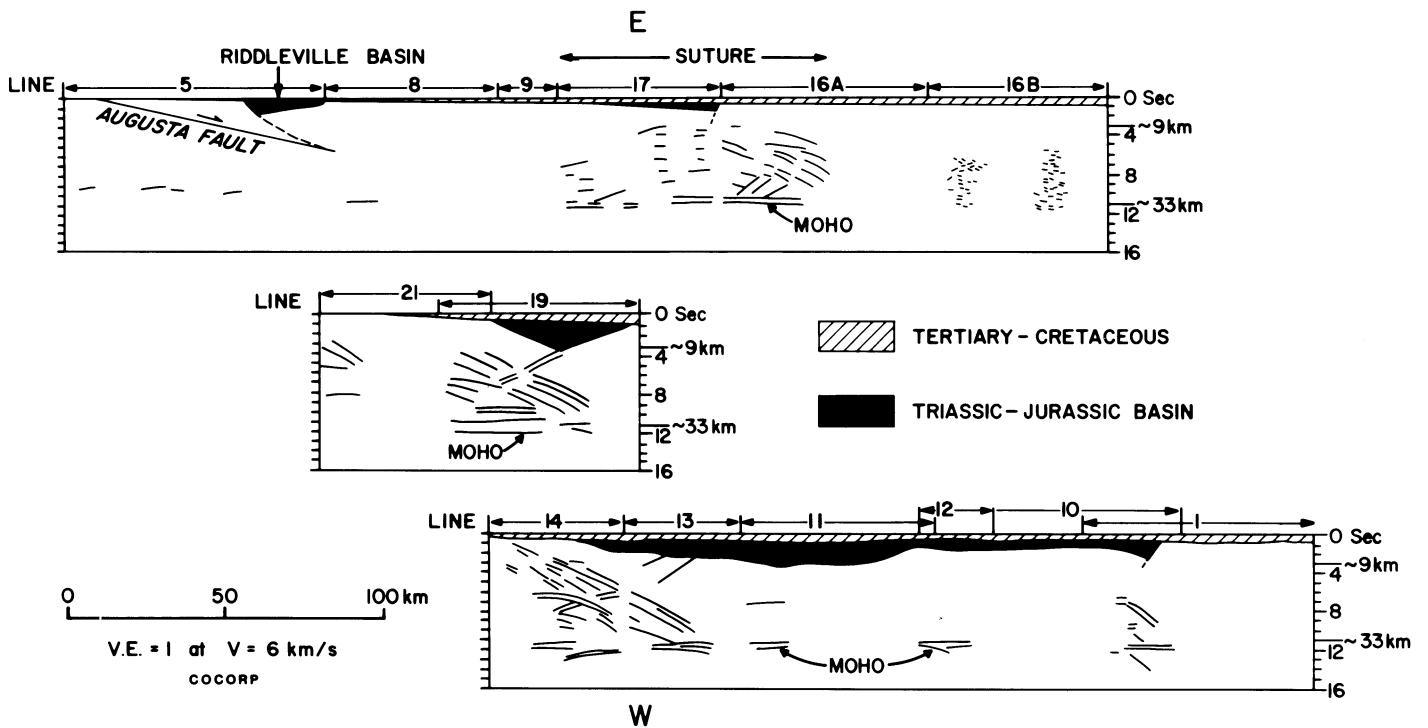 E
RIDDLEVILLE BASIN
SUTURE
LINE 5 8 9 17 16A 16B
0 Sec
AUGUSTA FAULT
4 ~9km
8
~33km
12
MOHO
16
LINE 21 19
0 Sec
~9km
4
8
~33km
12
MOHO
16
TERTIARY - CRETACEOUS
TRIASSIC - JURASSIC BASIN
12 10
LINE 14 13 11 1
0 Sec
4 ~9km
8
~33km
12
MOHO
16
0 50 100 km
V.E. = 1 at V = 6 km/s
COCORP
W